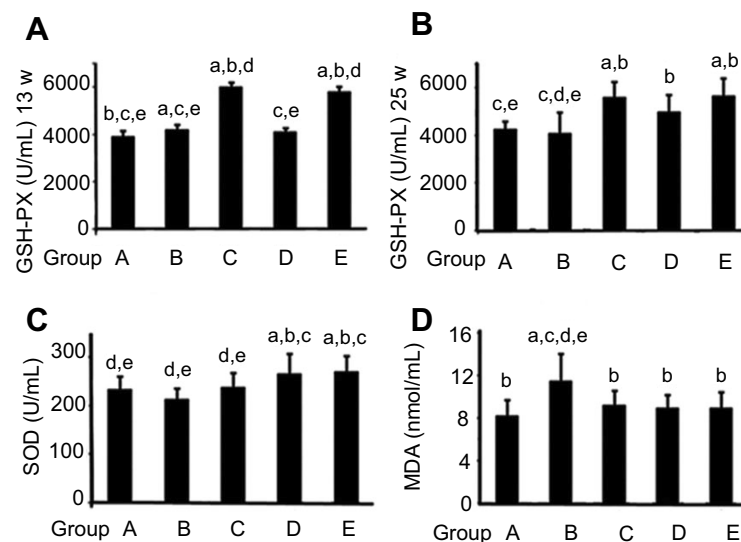 A
GSH-PX (U/mL) 13 w
6000
4000
2000
0
b,c,e
a,c,e
a,b,d
c,e
a,b,d
Group A B C D E
B
GSH-PX (U/mL) 25 w
6000
4000
2000
0
c,e
c,d,e
a,b
b
a,b
Group A B C D E
C
SOD (U/mL)
300
200
100
0
d,e
d,e
d,e
a,b,c
a,b,c
Group A B C D E
D
MDA (nmol/mL)
16
12
8
4
0
b
a,c,d,e
b
b
b
Group A B C D E